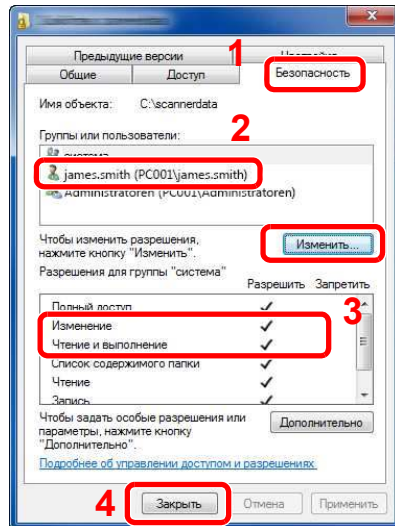 Предыдущие версии
1
Настройка
Общие
Доступ
Безопасность
Имя объекта: C:\scannerdata
Группы или пользователи:
2
система
james.smith (PC001\james.smith)
Administratoren (PC001\Administratoren)
Чтобы изменить разрешения,
нажмите кнопку "Изменить".
Изменить...
Разрешения для группы "система"
Разрешить Запретить
Полный доступ
3
Изменение
Чтение и выполнение
Список содержимого папки
Чтение
Запись
Чтобы задать особые разрешения или
параметры, нажмите кнопку
"Дополнительно".
Дополнительно
Подробнее об управлении доступом и разрешениях
4
Закрыть
Отмена
Применить